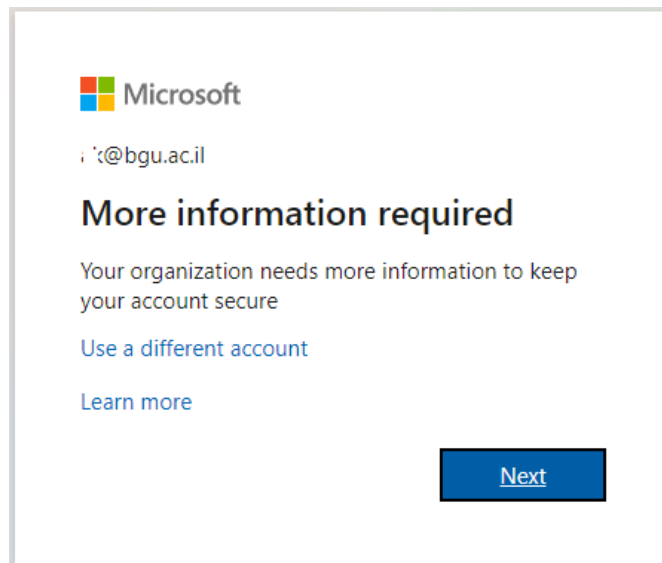 Microsoft
@bgu.ac.il
More information required
Your organization needs more information to keep
your account secure
Use a different account
Learn more
Next